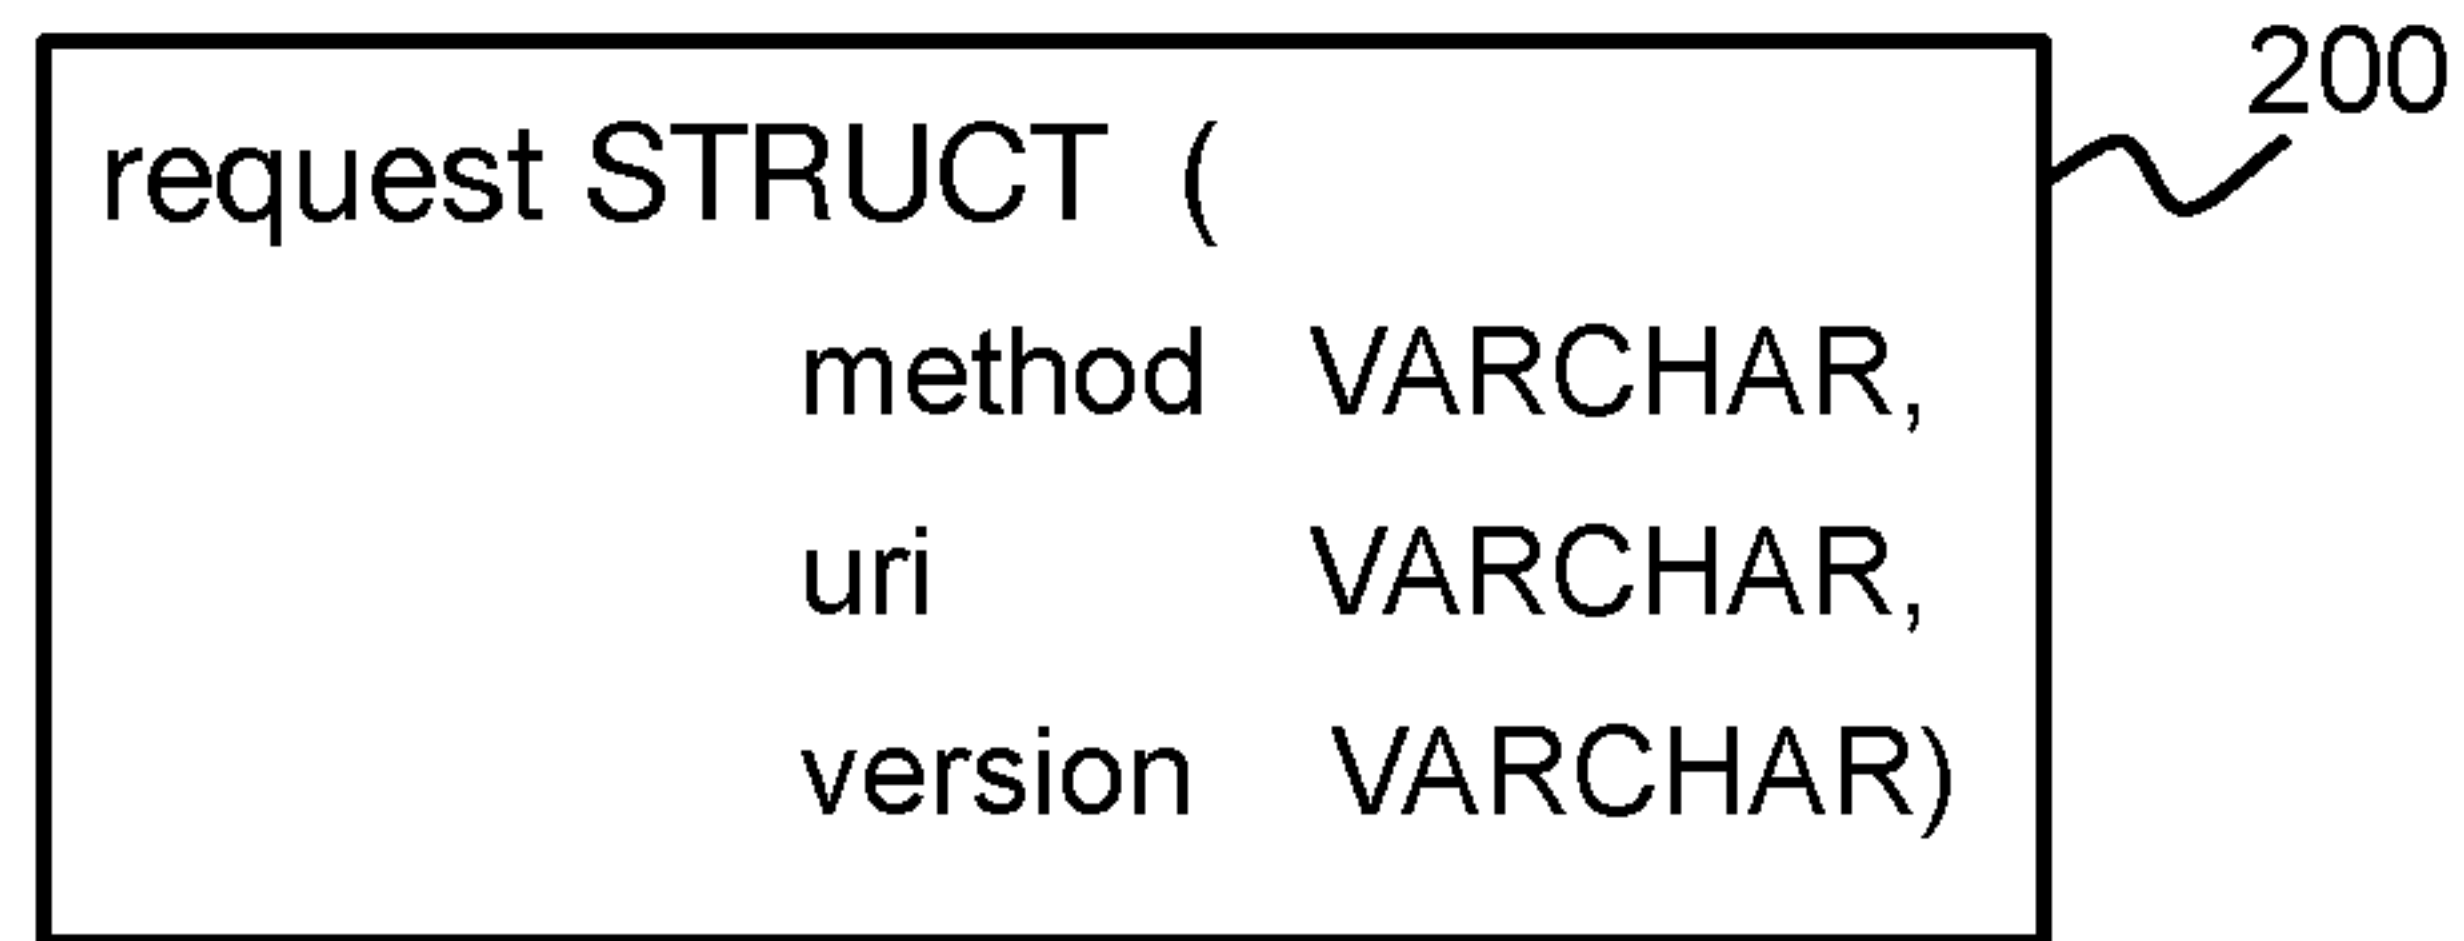 200
request STRUCT (
method VARCHAR,
uri VARCHAR,
version VARCHAR)